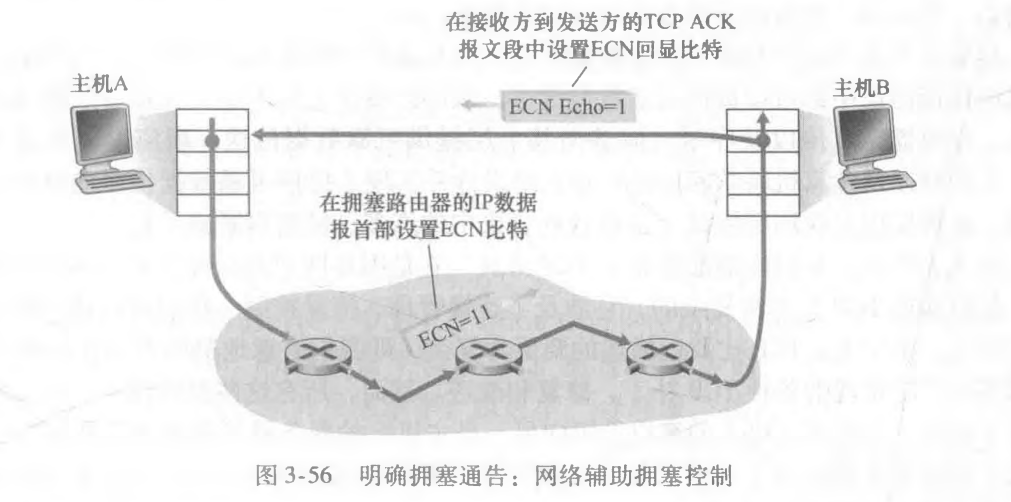 在接收方到发送方的TCP ACK
报文段中设置ECN回显比特
主机A
主机B
ECN Echo=1
在拥塞路由器的IP数据
报首部设置ECN比特
ECN=11
图 3-56 明确拥塞通告：网络辅助拥塞控制